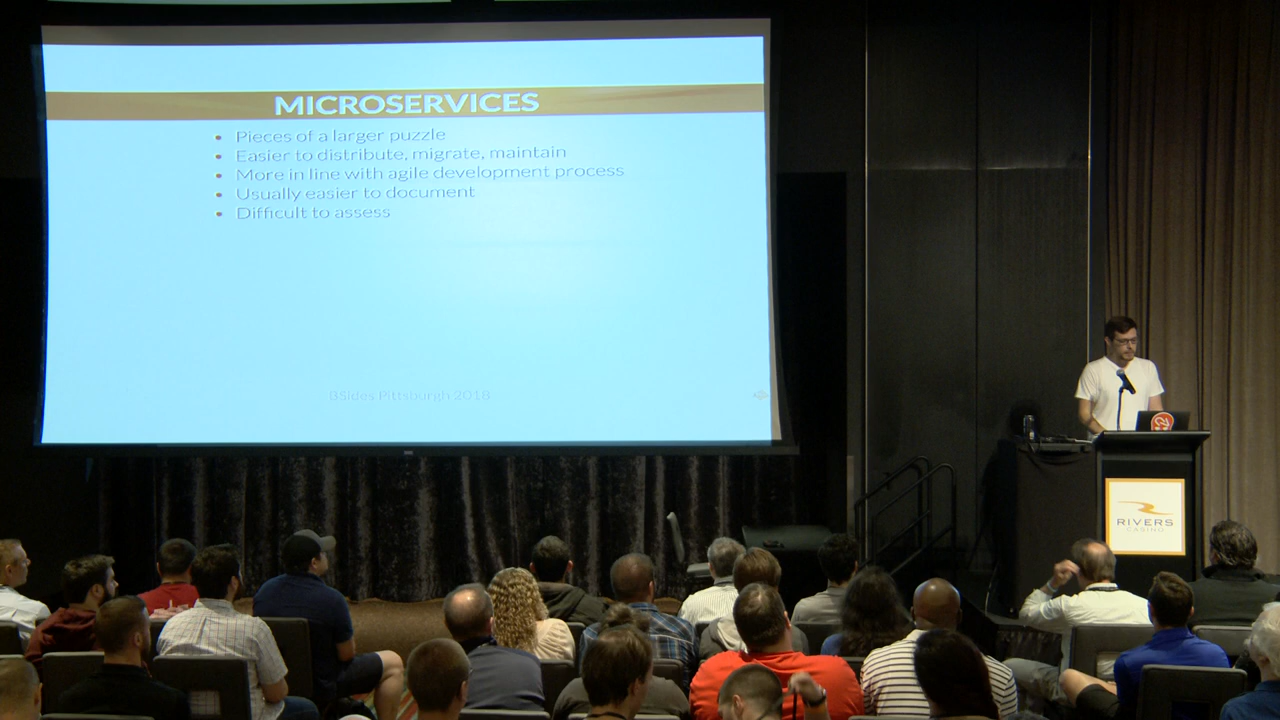 MICROSERVICES
• Pieces of a larger puzzle
• Easier to distribute, migrate, maintain
• More in line with agile development process
• Usually easier to document
• Difficult to assess
BSides Pittsburgh 2018
RIVERS
CASINO